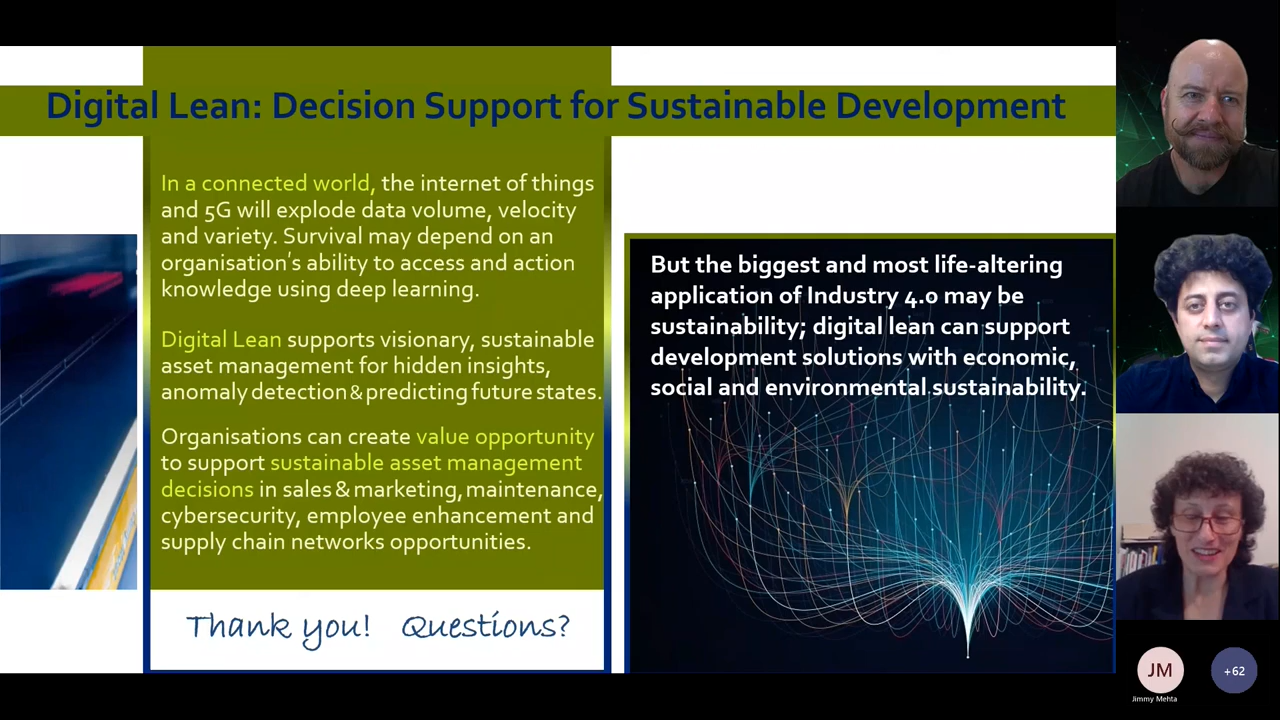 Digital Lean: Decision Support for Sustainable Development
In a connected world, the internet of things
and 5G will explode data volume, velocity
and variety. Survival may depend on an
organisation's ability to access and action
knowledge using deep learning.
Digital Lean supports visionary, sustainable
asset management for hidden insights,
anomaly detection & predicting future states.
Organisations can create value opportunity
to support sustainable asset management
decisions in sales & marketing, maintenance,
cybersecurity, employee enhancement and
supply chain networks opportunities.
Thank you! Questions?
But the biggest and most life-altering
application of Industry 4.0 may be
sustainability; digital lean can support
development solutions with economic,
social and environmental sustainability.
JM
Jimmy Mehta
+62